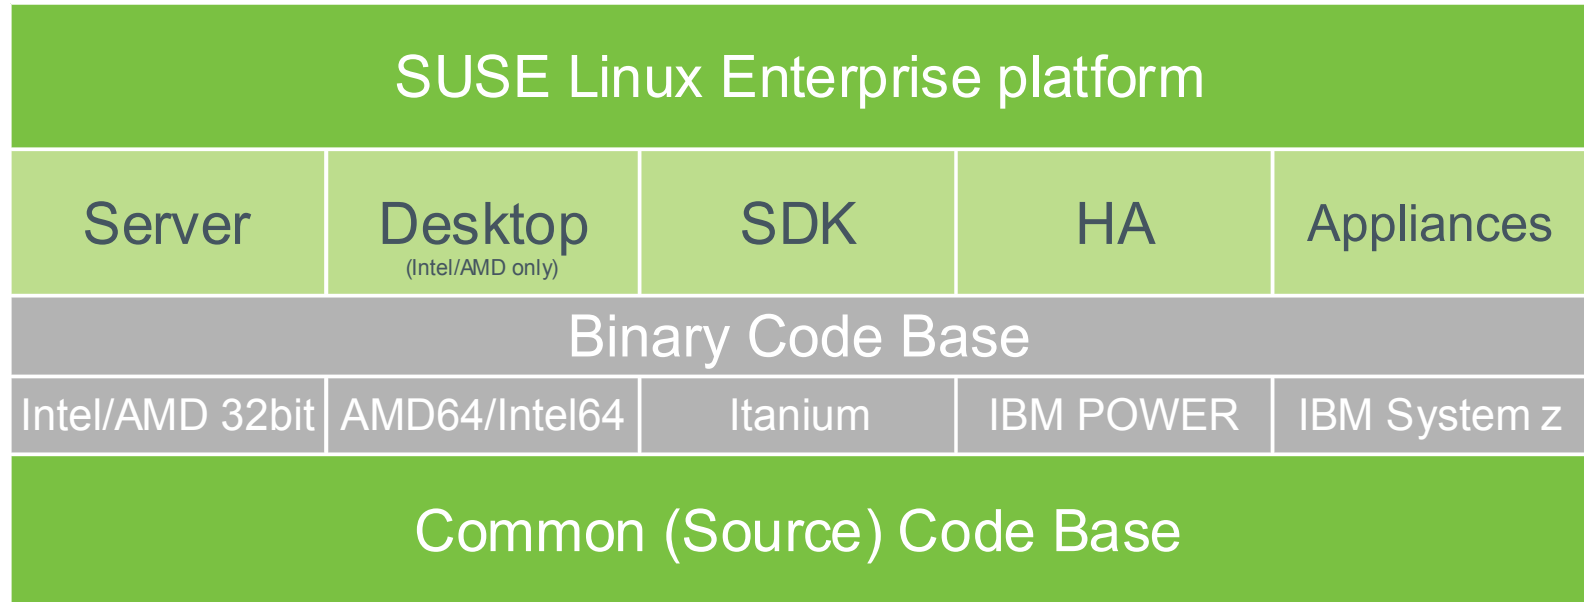 SUSE Linux Enterprise platform
Server
Desktop
(Intel/AMD only)
SDK
HA
Appliances
Binary Code Base
Intel/AMD 32bit
AMD64/Intel64
Itanium
IBM POWER
IBM System z
Common (Source) Code Base